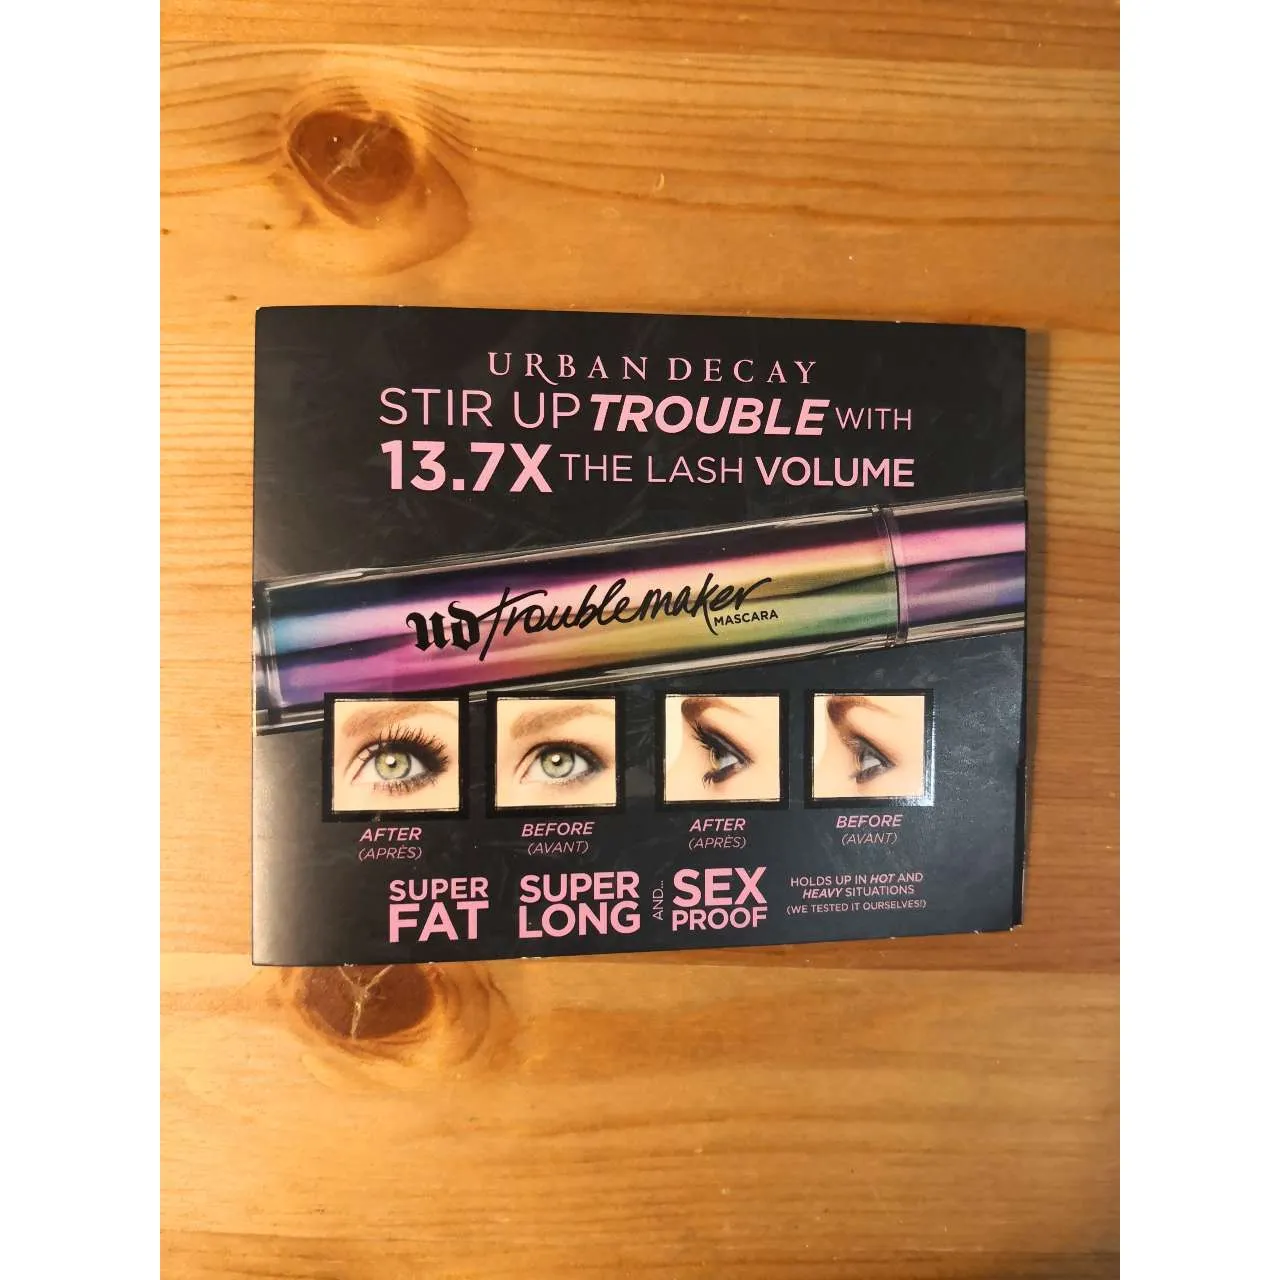 URBAN DECAY
STIR UP TROUBLE WITH
13.7X THE LASH VOLUME
UD troublemaker
MASCARA
AFTER
(APRÈS)
BEFORE
(AVANT)
AFTER
(APRÈS)
BEFORE
(AVANT)
SUPER
FAT
SUPER
LONG
AND...
SEX
PROOF
HOLDS UP IN HOT AND
HEAVY SITUATIONS
(WE TESTED IT OURSELVES!)